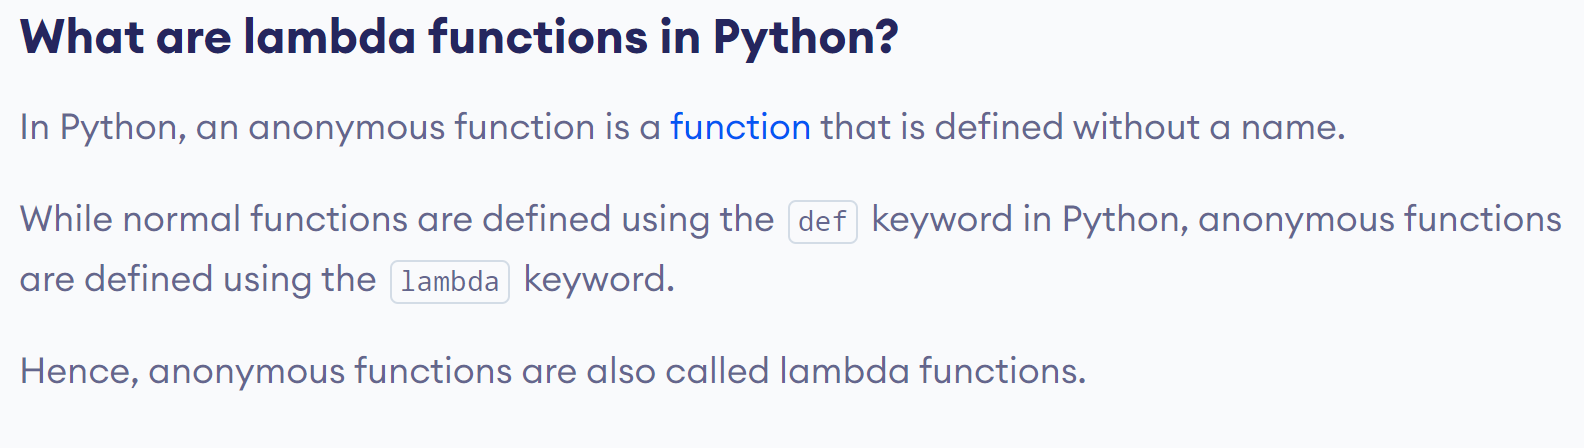 What are lambda functions in Python?
In Python, an anonymous function is a function that is defined without a name.
While normal functions are defined using the def keyword in Python, anonymous functions
are defined using the lambda keyword.
Hence, anonymous functions are also called lambda functions.